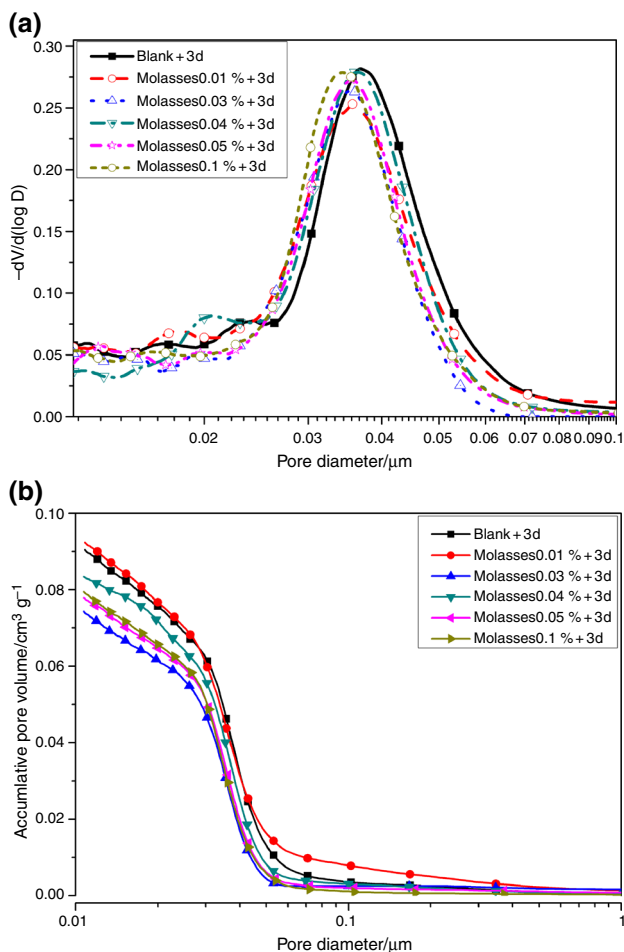 (a)
0.30
0.25
0.20
0.15
0.10
0.05
0.00
–dV/d(log D)
Blank + 3d
Molasses0.01 % + 3d
Molasses0.03 % + 3d
Molasses0.04 % + 3d
Molasses0.05 % + 3d
Molasses0.1 % + 3d
0.02 0.03 0.04 0.05 0.06 0.07 0.08 0.09 0.1
Pore diameter/μm
(b)
0.10
0.08
0.06
0.04
0.02
0.00
Accumlative pore volume/cm³ g⁻¹
Blank + 3d
Molasses0.01 % + 3d
Molasses0.03 % + 3d
Molasses0.04 % + 3d
Molasses0.05 % + 3d
Molasses0.1 % + 3d
0.01 0.1 1
Pore diameter/μm